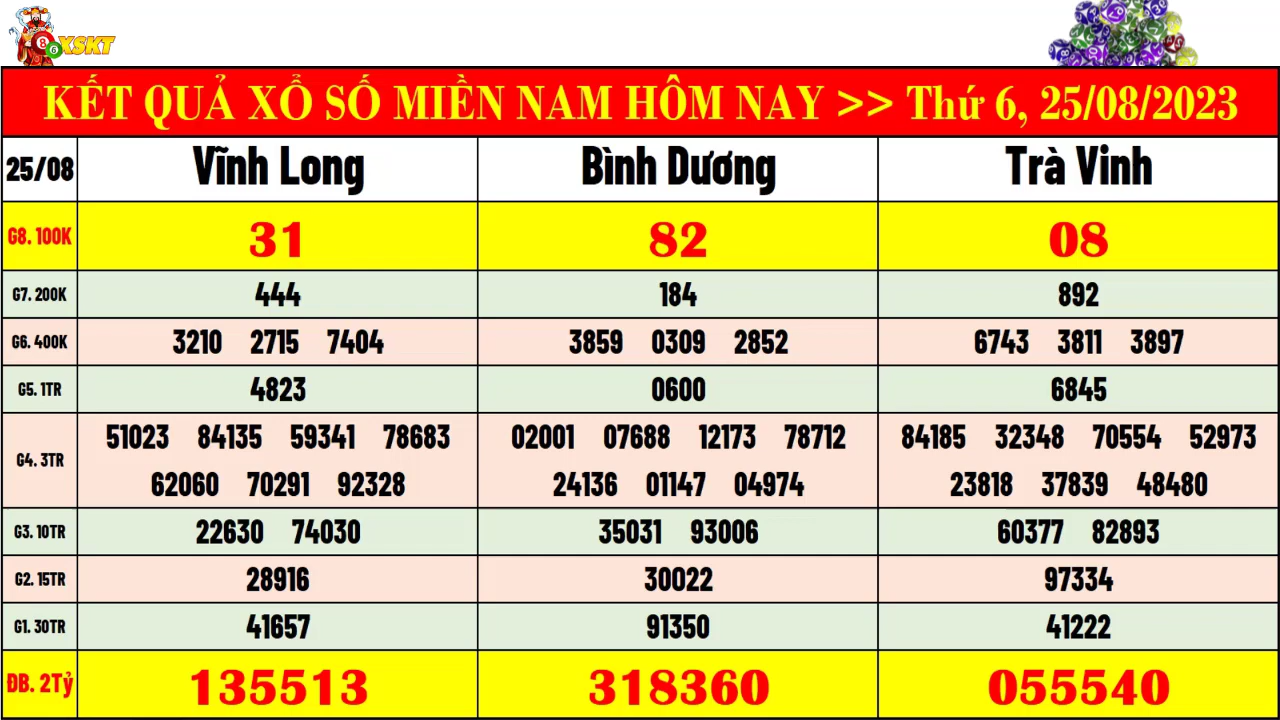 XSKT
KẾT QUẢ XỔ SỐ MIỀN NAM HÔM NAY >> Thứ 6, 25/08/2023
25/08 Vĩnh Long Bình Dương Trà Vinh
G8. 100K 31 82 08
G7. 200K 444 184 892
G6. 400K 3210 2715 7404 3859 0309 2852 6743 3811 3897
G5. 1TR 4823 0600 6845
G4. 3TR 51023 84135 59341 78683 02001 07688 12173 78712 84185 32348 70554 52973
62060 70291 92328 24136 01147 04974 23818 37839 48480
G3. 10TR 22630 74030 35031 93006 60377 82893
G2. 15TR 28916 30022 97334
G1. 30TR 41657 91350 41222
ĐB. 2Tỷ 135513 318360 055540